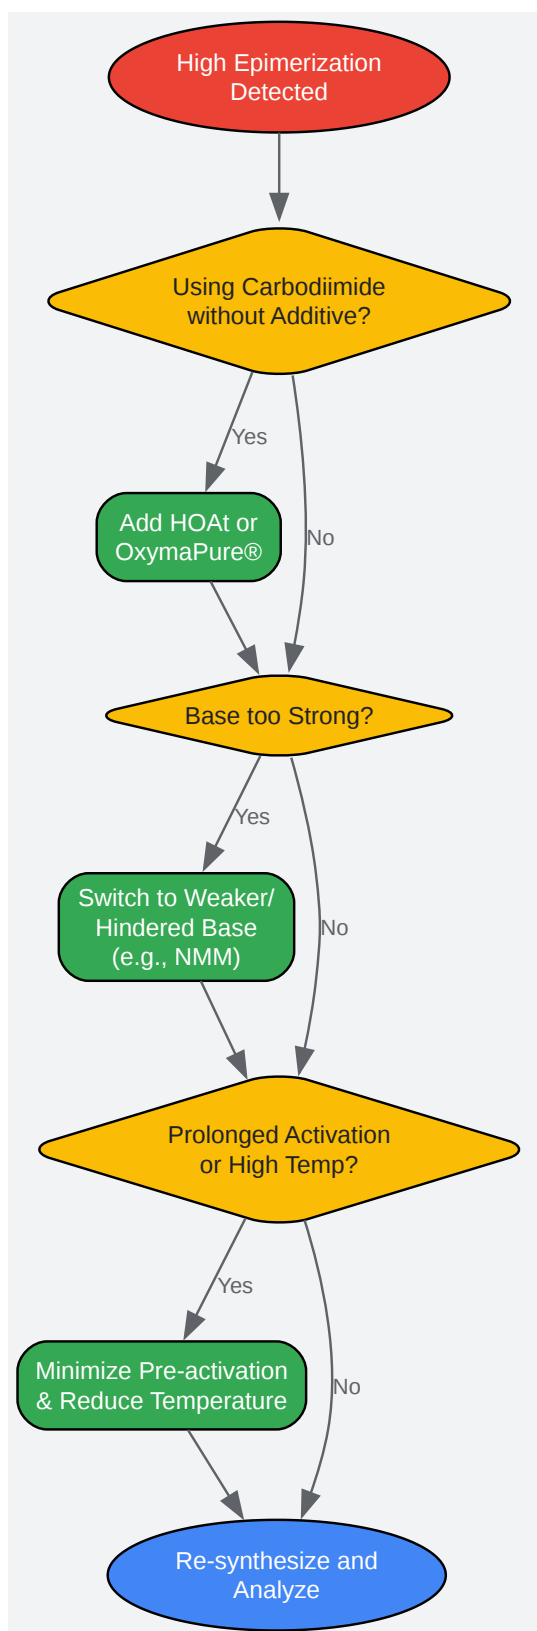 High Epimerization
Detected
Using Carbodiimide
without Additive?
Yes
Add HOAt or
OxymaPure®
No
Base too Strong?
Yes
Switch to Weaker/
Hindered Base
(e.g., NMM)
No
Prolonged Activation
or High Temp?
Yes
Minimize Pre-activation
& Reduce Temperature
No
Re-synthesize and
Analyze